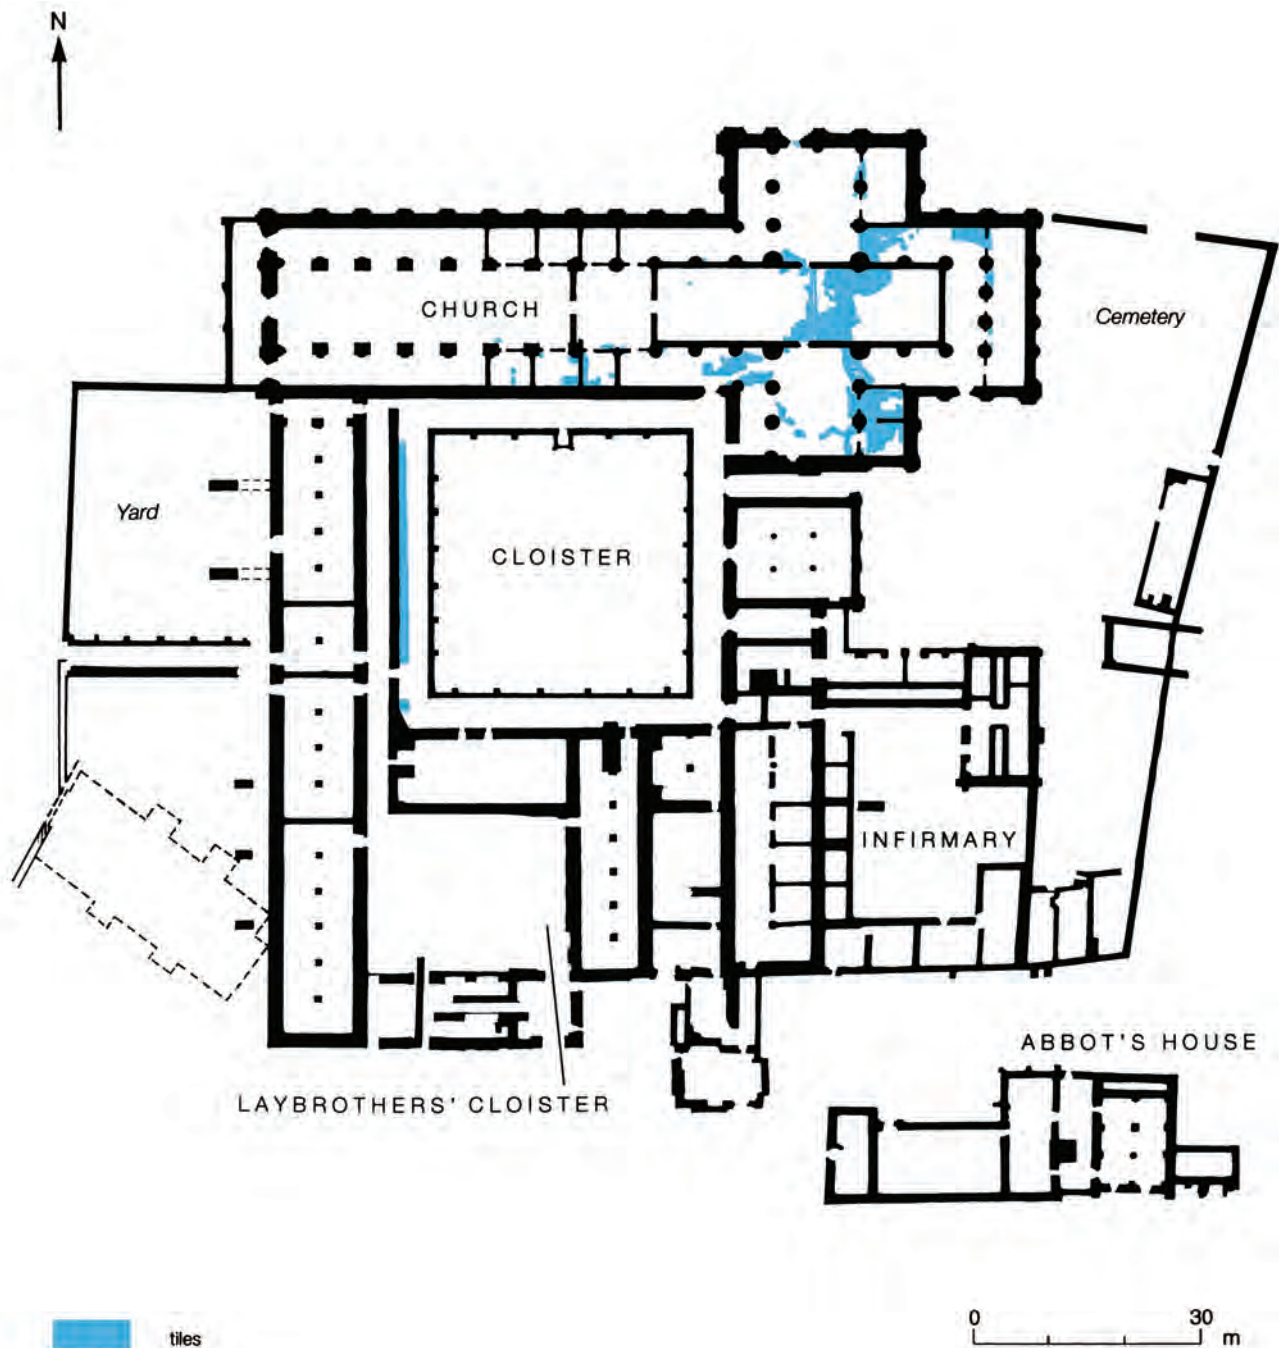 N
CHURCH
Cemetery
Yard
CLOISTER
INFIRMARY
ABBOT'S HOUSE
LAYBROTHERS' CLOISTER
tiles
0 30
m